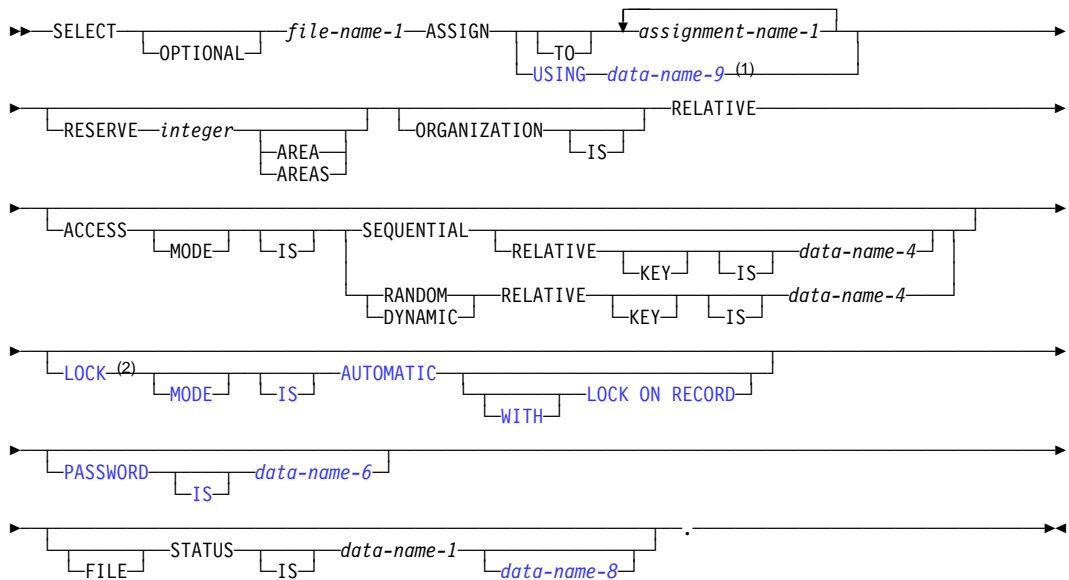 SELECT OPTIONAL file-name-1 ASSIGN TO assignment-name-1
USING data-name-9 (1)
RESERVE integer AREA AREAS ORGANIZATION IS RELATIVE
ACCESS MODE IS SEQUENTIAL RELATIVE KEY IS data-name-4
RANDOM DYNAMIC RELATIVE KEY IS data-name-4
LOCK (2) MODE IS AUTOMATIC WITH LOCK ON RECORD
PASSWORD IS data-name-6
FILE STATUS IS data-name-1 data-name-8 .